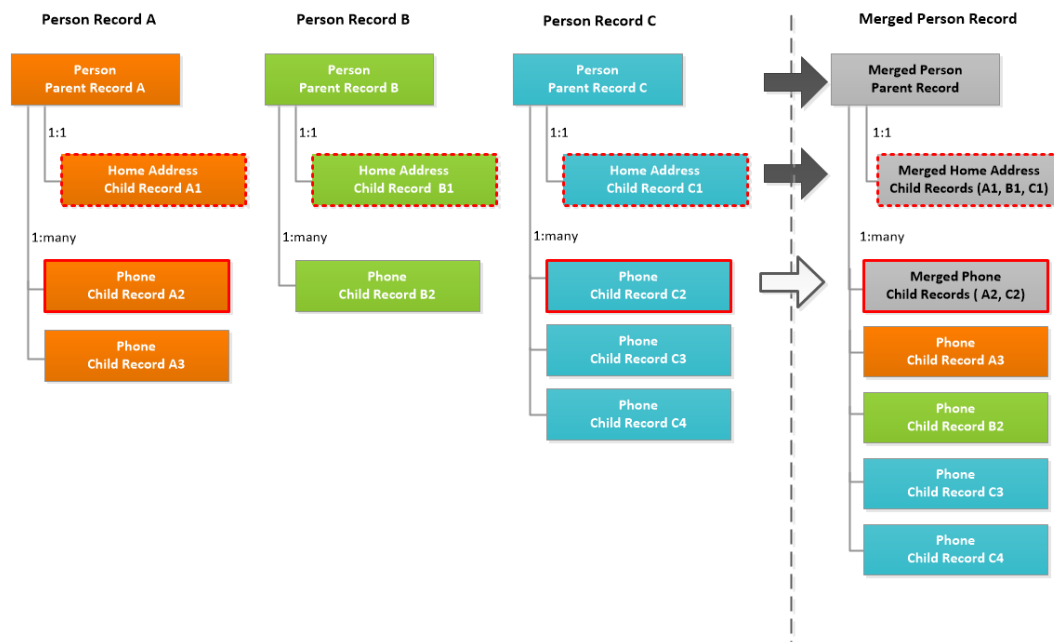 Person Record A
Person Record B
Person Record C
Merged Person Record
Person
Parent Record A
Person
Parent Record B
Person
Parent Record C
Merged Person
Parent Record
1:1
1:1
1:1
1:1
Home Address
Child Record A1
Home Address
Child Record  B1
Home Address
Child Record C1
Merged Home Address
Child Records (A1, B1, C1)
1:many
1:many
1:many
1:many
Phone
Child Record A2
Phone
Child Record B2
Phone
Child Record C2
Merged Phone
Child Records ( A2, C2)
Phone
Child Record A3
Phone
Child Record C3
Phone
Child Record A3
Phone
Child Record C4
Phone
Child Record B2
Phone
Child Record C3
Phone
Child Record C4